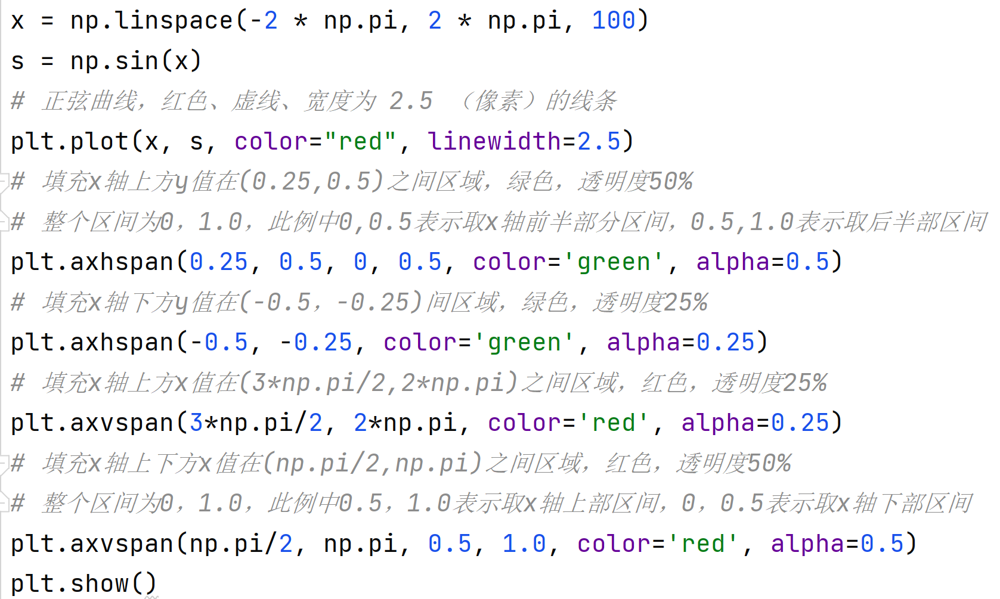 x = np.linspace(-2 * np.pi, 2 * np.pi, 100)
s = np.sin(x)
# 正弦曲线，红色、虚线、宽度为 2.5 （像素）的线条
plt.plot(x, s, color="red", linewidth=2.5)
# 填充x轴上方y值在(0.25,0.5)之间区域，绿色，透明度50%
# 整个区间为0，1.0，此例中0,0.5表示取x轴前半部分区间，0.5,1.0表示取后半部区间
plt.axhspan(0.25, 0.5, 0, 0.5, color='green', alpha=0.5)
# 填充x轴下方y值在(-0.5，-0.25)间区域，绿色，透明度25%
plt.axhspan(-0.5, -0.25, color='green', alpha=0.25)
# 填充x轴上方x值在(3*np.pi/2,2*np.pi)之间区域，红色，透明度25%
plt.axvspan(3*np.pi/2, 2*np.pi, color='red', alpha=0.25)
# 填充x轴上下方x值在(np.pi/2,np.pi)之间区域，红色，透明度50%
# 整个区间为0，1.0，此例中0.5，1.0表示取x轴上部区间，0，0.5表示取x轴下部区间
plt.axvspan(np.pi/2, np.pi, 0.5, 1.0, color='red', alpha=0.5)
plt.show()